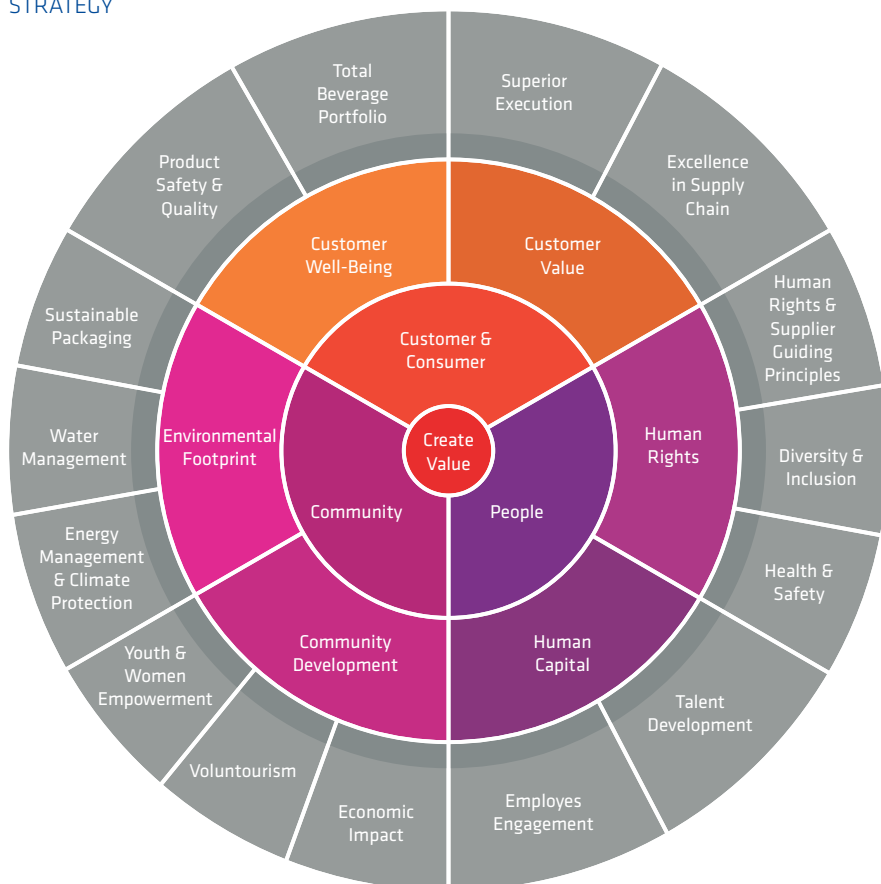 STRATEGY
Total
Beverage
Portfolio
Superior
Execution
Product
Safety &
Quality
Excellence
in Supply
Chain
Customer
Well-Being
Customer
Value
Sustainable
Packaging
Human
Rights &
Supplier
Guiding
Principles
Customer &
Consumer
Water
Management
Environmental
Footprint
Create
Value
Human
Rights
Diversity &
Inclusion
Community
People
Energy
Management
& Climate
Protection
Health &
Safety
Youth &
Women
Empowerment
Community
Development
Human
Capital
Talent
Development
Voluntourism
Economic
Impact
Employes
Engagement